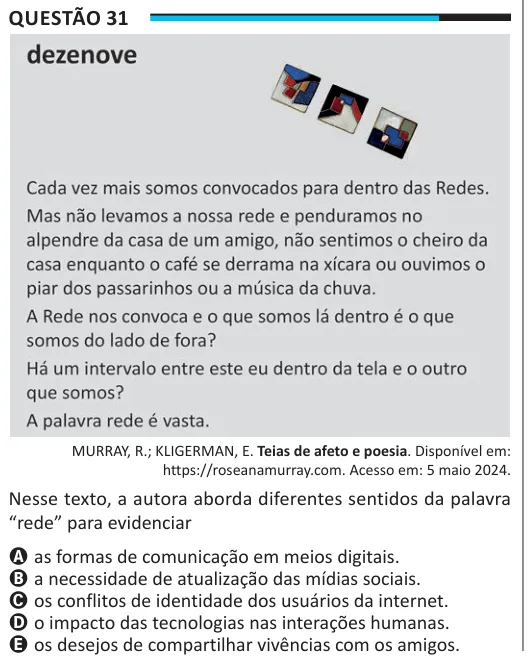 QUESTÃO 31
dezenove
Cada vez mais somos convocados para dentro das Redes.
Mas não levamos a nossa rede e penduramos no
alpendre da casa de um amigo, não sentimos o cheiro da
casa enquanto o café se derrama na xícara ou ouvimos o
piar dos passarinhos ou a música da chuva.
A Rede nos convoca e o que somos lá dentro é o que
somos do lado de fora?
Há um intervalo entre este eu dentro da tela e o outro
que somos?
A palavra rede é vasta.
MURRAY, R.; KLIGERMAN, E. Teias de afeto e poesia. Disponível em:
https://roseanamurray.com. Acesso em: 5 maio 2024.
Nesse texto, a autora aborda diferentes sentidos da palavra
“rede” para evidenciar
A as formas de comunicação em meios digitais.
B a necessidade de atualização das mídias sociais.
C os conflitos de identidade dos usuários da internet.
D o impacto das tecnologias nas interações humanas.
E os desejos de compartilhar vivências com os amigos.